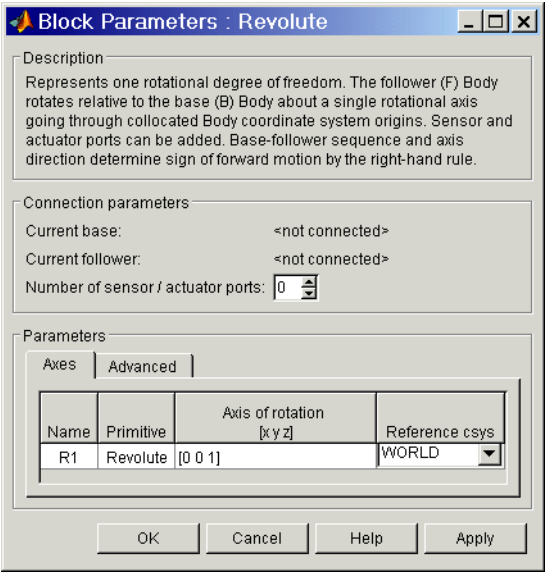 Block Parameters : Revolute
Description
Represents one rotational degree of freedom. The follower (F) Body
rotates relative to the base (B) Body about a single rotational axis
going through collocated Body coordinate system origins. Sensor and
actuator ports can be added. Base-follower sequence and axis
direction determine sign of forward motion by the right-hand rule.
Connection parameters
Current base: <not connected>
Current follower: <not connected>
Number of sensor / actuator ports: 0
Parameters
Axes Advanced
Name Primitive Axis of rotation [x y z] Reference csys
R1 Revolute [0 0 1] WORLD
OK Cancel Help Apply